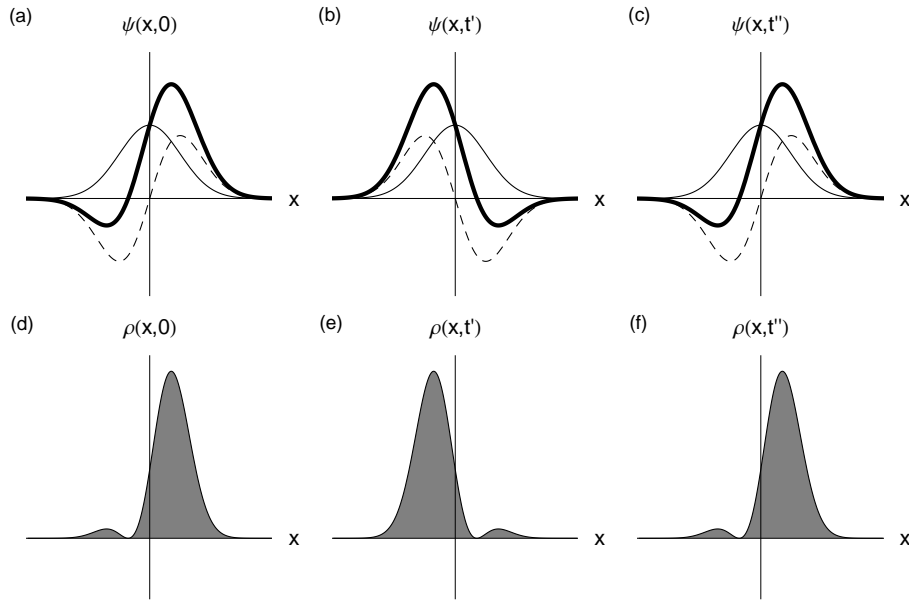 (a) (b) (c)
ψ(x,0) ψ(x,t') ψ(x,t'')
x x x
(d) (e) (f)
ρ(x,0) ρ(x,t') ρ(x,t'')
x x x